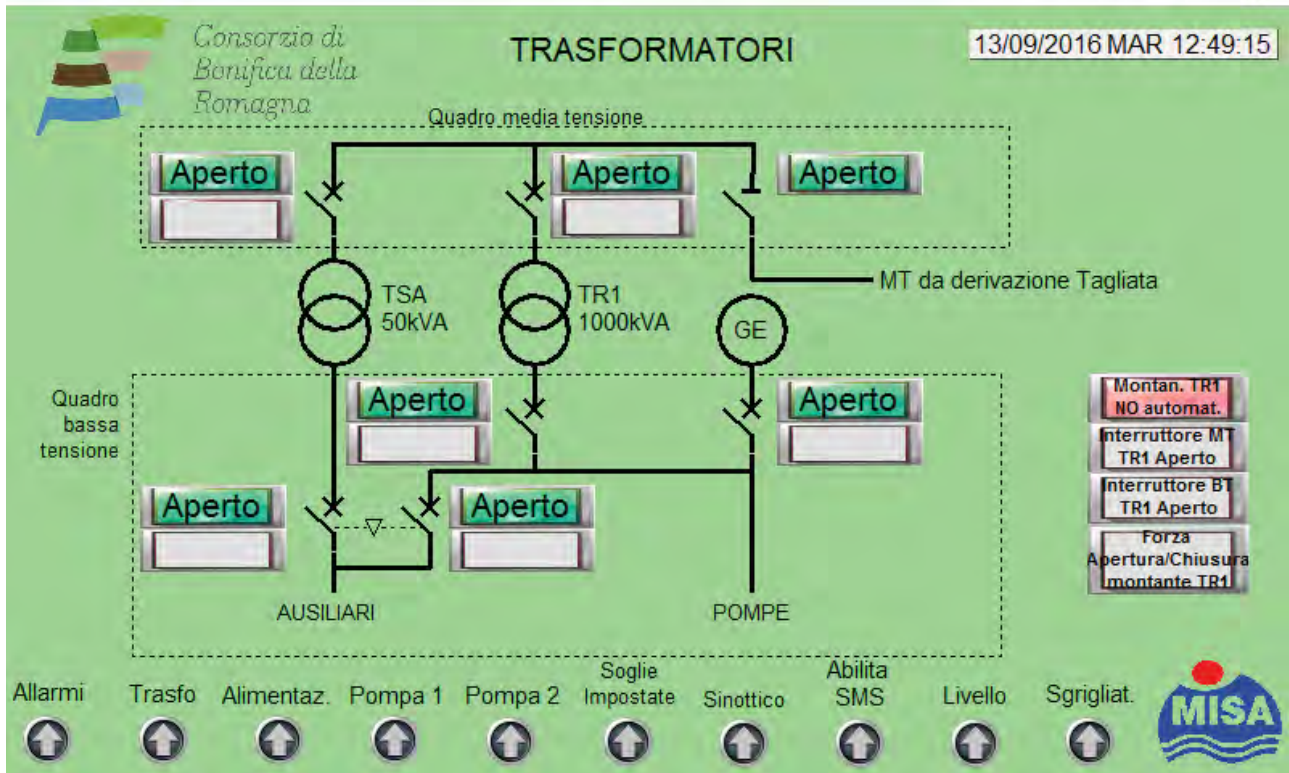 Consorzio di
Bonifica della
Romagna
TRASFORMATORI
13/09/2016 MAR 12:49:15
Quadro media tensione
Aperto
Aperto
Aperto
MT da derivazione Tagliata
TSA
50kVA
TR1
1000kVA
GE
Quadro
bassa
tensione
Aperto
Aperto
Montan. TR1
NO automat.
Interruttore MT
TR1 Aperto
Interruttore BT
TR1 Aperto
Forza
Apertura/Chiusura
montante TR1
Aperto
Aperto
AUSILIARI
POMPE
Allarmi
Trasfo
Alimentaz.
Pompa 1
Pompa 2
Soglie
Impostate
Sinottico
Abilita
SMS
Livello
Sgrigliat.
MISA